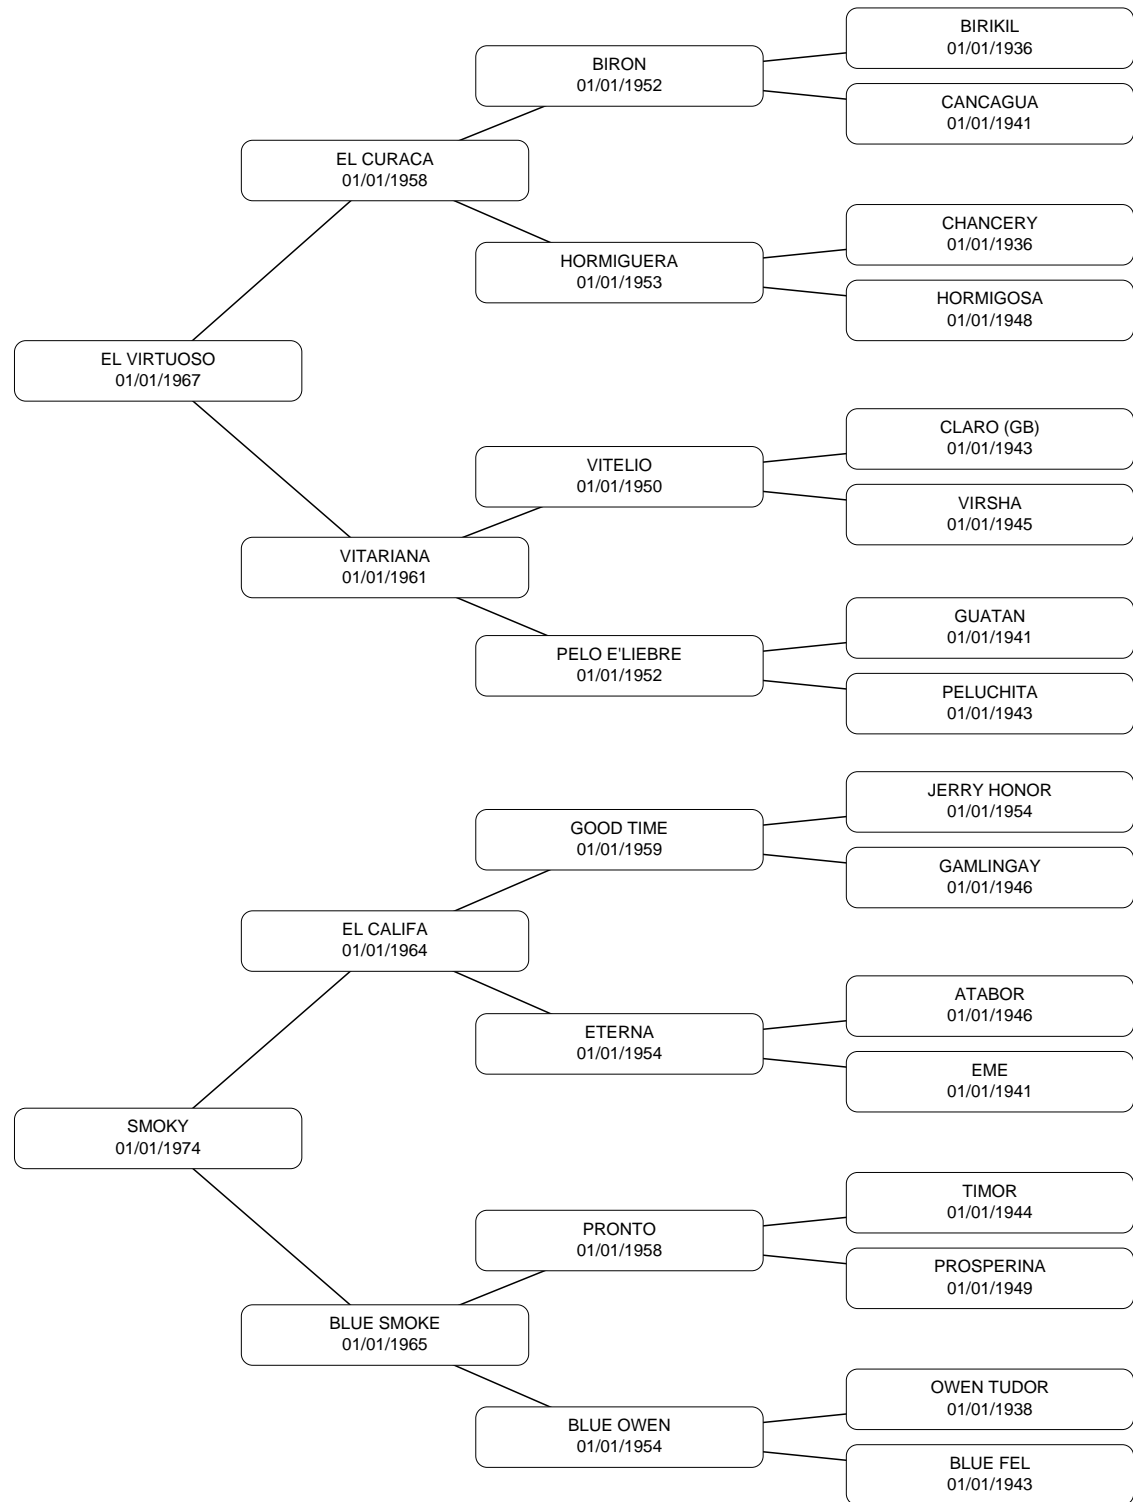 BIRIKIL
01/01/1936
BIRON
01/01/1952
CANCAGUA
01/01/1941
EL CURACA
01/01/1958
CHANCERY
01/01/1936
HORMIGUERA
01/01/1953
HORMIGOSA
01/01/1948
EL VIRTUOSO
01/01/1967
CLARO (GB)
01/01/1943
VITELIO
01/01/1950
VIRSHA
01/01/1945
VITARIANA
01/01/1961
GUATAN
01/01/1941
PELO E'LIEBRE
01/01/1952
PELUCHITA
01/01/1943
JERRY HONOR
01/01/1954
GOOD TIME
01/01/1959
GAMLINGAY
01/01/1946
EL CALIFA
01/01/1964
ATABOR
01/01/1946
ETERNA
01/01/1954
EME
01/01/1941
SMOKY
01/01/1974
TIMOR
01/01/1944
PRONTO
01/01/1958
PROSPERINA
01/01/1949
BLUE SMOKE
01/01/1965
OWEN TUDOR
01/01/1938
BLUE OWEN
01/01/1954
BLUE FEL
01/01/1943